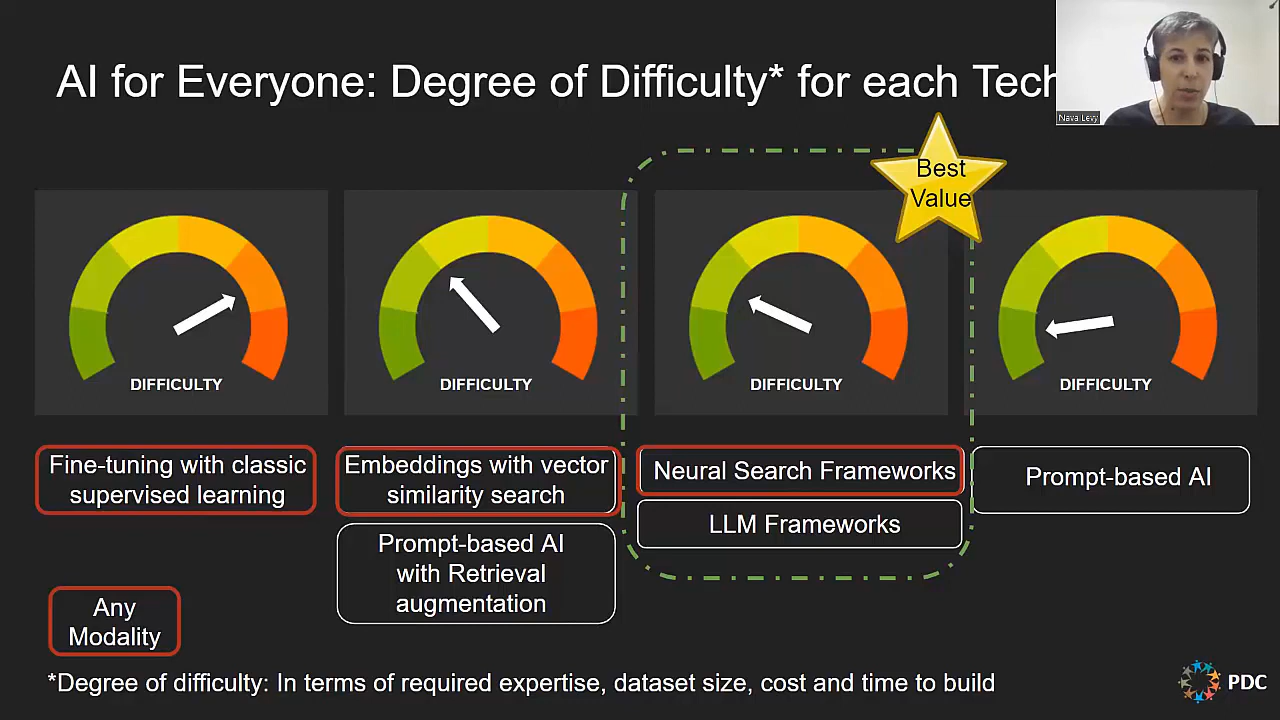 AI for Everyone: Degree of Difficulty* for each Tech
Nava Levy
Best
Value
DIFFICULTY
DIFFICULTY
DIFFICULTY
DIFFICULTY
Fine-tuning with classic
supervised learning
Embeddings with vector
similarity search
Neural Search Frameworks
Prompt-based AI
LLM Frameworks
Prompt-based AI
with Retrieval
augmentation
Any
Modality
*Degree of difficulty: In terms of required expertise, dataset size, cost and time to build
PDC